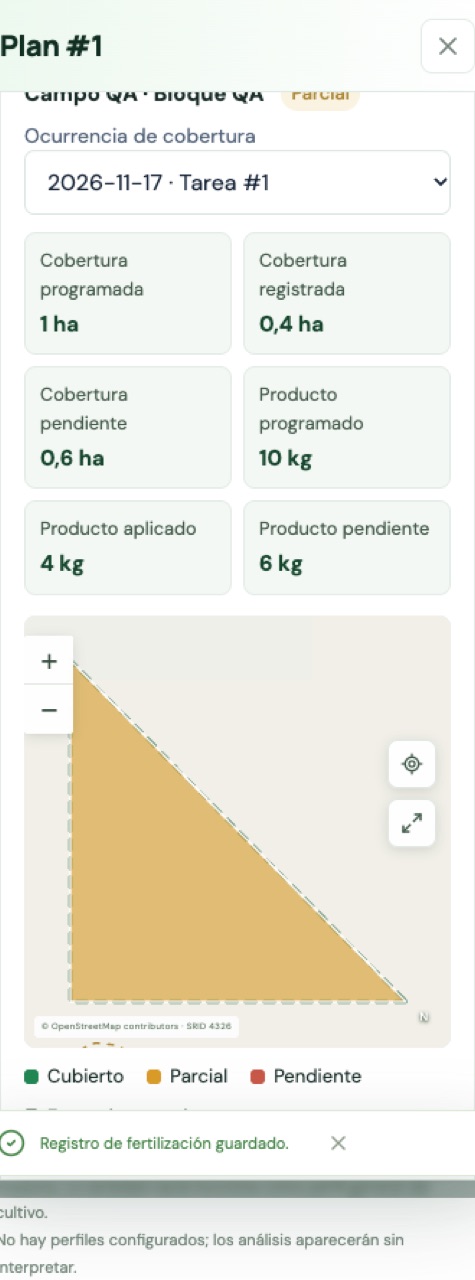 Plan #1
Campo QA · Bloque QA Parcial
Ocurrencia de cobertura
2026-11-17 · Tarea #1
Cobertura programada
1 ha
Cobertura registrada
0,4 ha
Cobertura pendiente
0,6 ha
Producto programado
10 kg
Producto aplicado
4 kg
Producto pendiente
6 kg
+
−
© OpenStreetMap contributors · SRID 4326
N
Cubierto
Parcial
Pendiente
Registro de fertilización guardado.
cultivo.
No hay perfiles configurados; los análisis aparecerán sin
nterpretar.